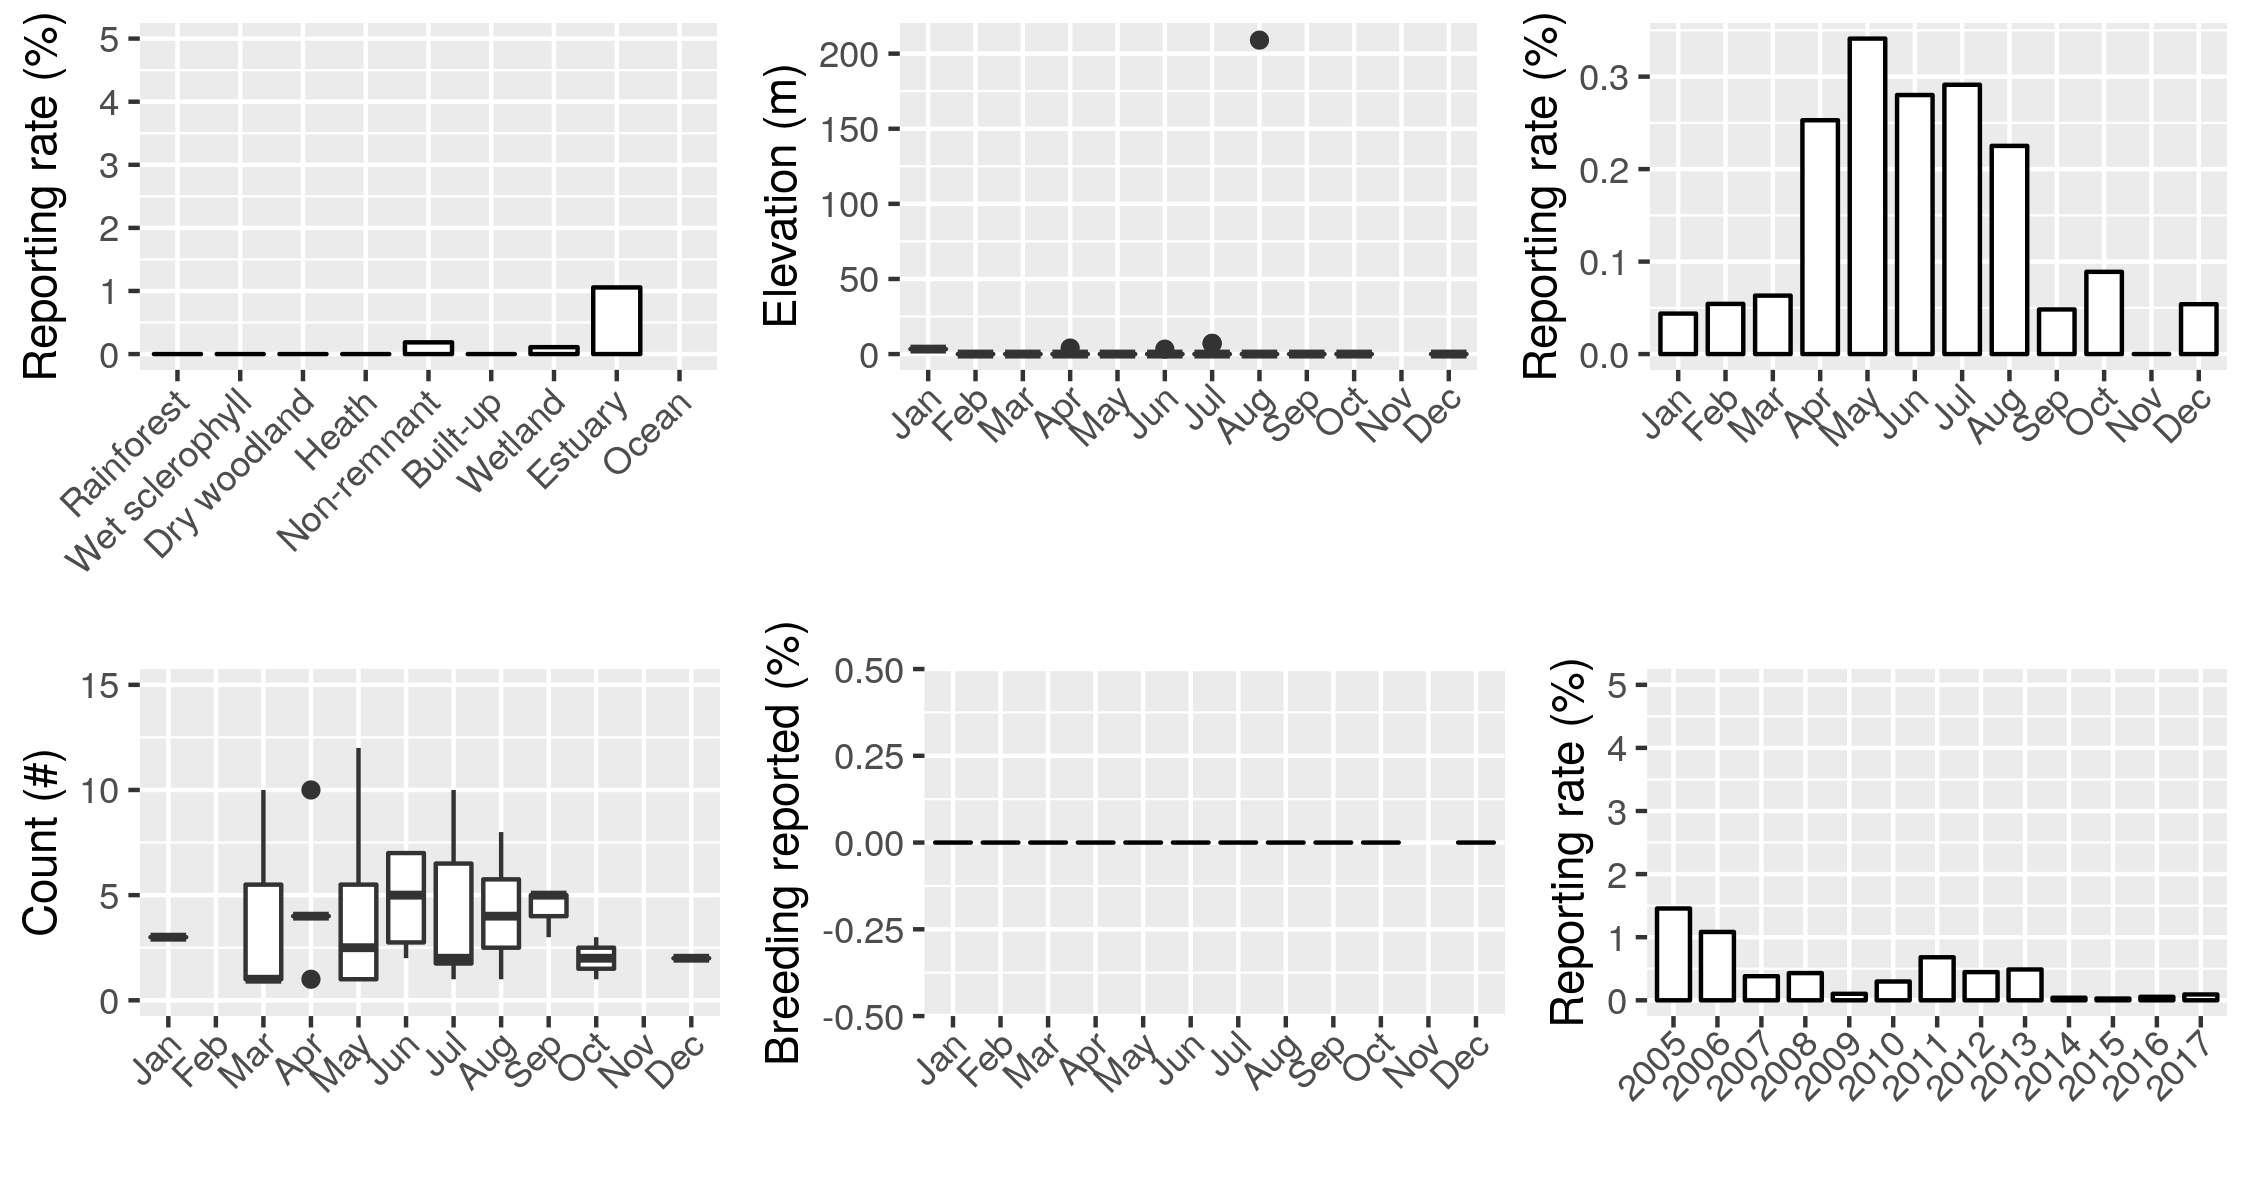 Reporting rate (%)
5
4
3
2
1
0
Rainforest
Wet sclerophyll
Dry woodland
Heath
Non-remnant
Built-up
Wetland
Estuary
Ocean
Elevation (m)
200
150
100
50
0
Jan
Feb
Mar
Apr
May
Jun
Jul
Aug
Sep
Oct
Nov
Dec
Reporting rate (%)
0.3
0.2
0.1
0.0
Jan
Feb
Mar
Apr
May
Jun
Jul
Aug
Sep
Oct
Nov
Dec
Count (#)
15
10
5
0
Jan
Feb
Mar
Apr
May
Jun
Jul
Aug
Sep
Oct
Nov
Dec
Breeding reported (%)
0.50
0.25
0.00
-0.25
-0.50
Jan
Feb
Mar
Apr
May
Jun
Jul
Aug
Sep
Oct
Nov
Dec
Reporting rate (%)
5
4
3
2
1
0
2005
2006
2007
2008
2009
2010
2011
2012
2013
2014
2015
2016
2017